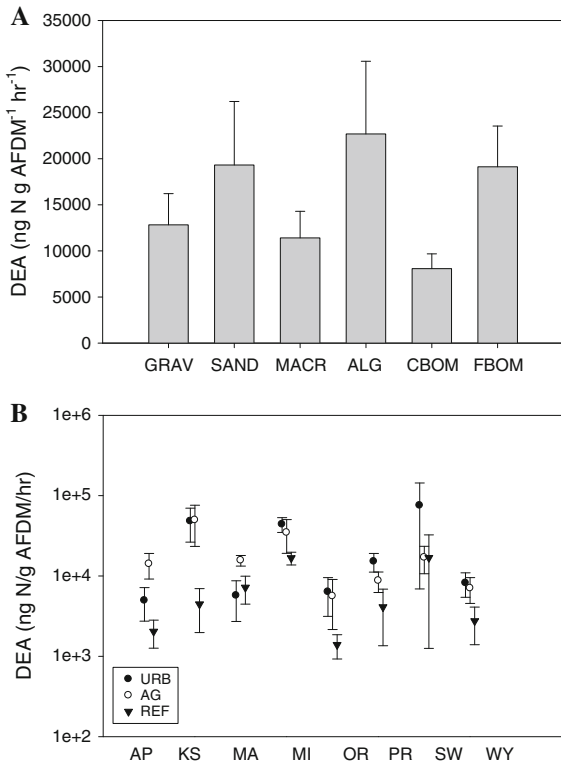 A
DEA (ng N g AFDM⁻¹ hr⁻¹)
35000
30000
25000
20000
15000
10000
5000
0
GRAV SAND MACR ALG CBOM FBOM
B
DEA (ng N/g AFDM/hr)
1e+6
1e+5
1e+4
1e+3
1e+2
URB
AG
REF
AP KS MA MI OR PR SW WY